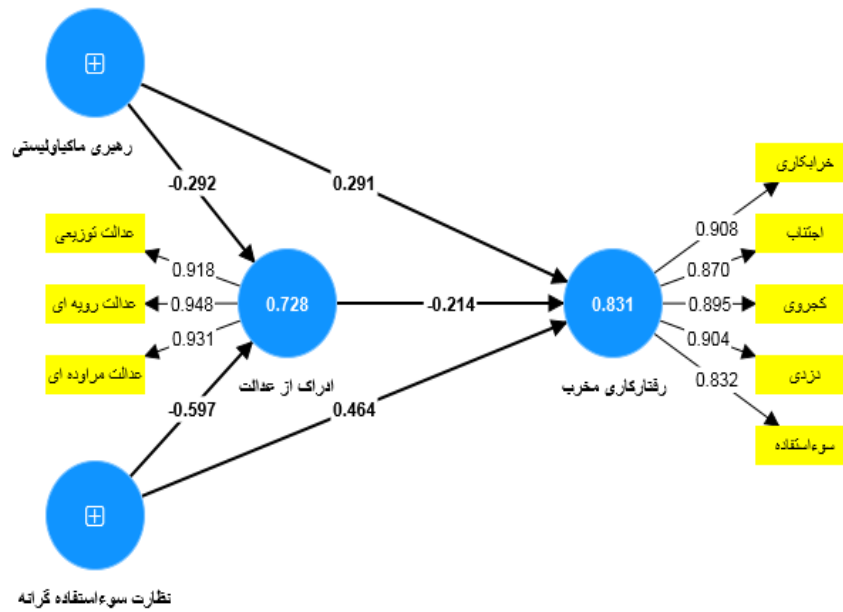 رهبری ماکیاولیستی
-0.292
0.291
عدالت توزیعی
عدالت رویه ای
عدالت مراوده ای
0.918
0.948
0.931
0.728
ادراک از عدالت
-0.214
-0.597
0.464
0.831
رفتارکاری مخرب
0.908
0.870
0.895
0.904
0.832
خرابکاری
اجتناب
کجروی
دزدی
سوءاستفاده
نظارت سوءاستفاده گرانه